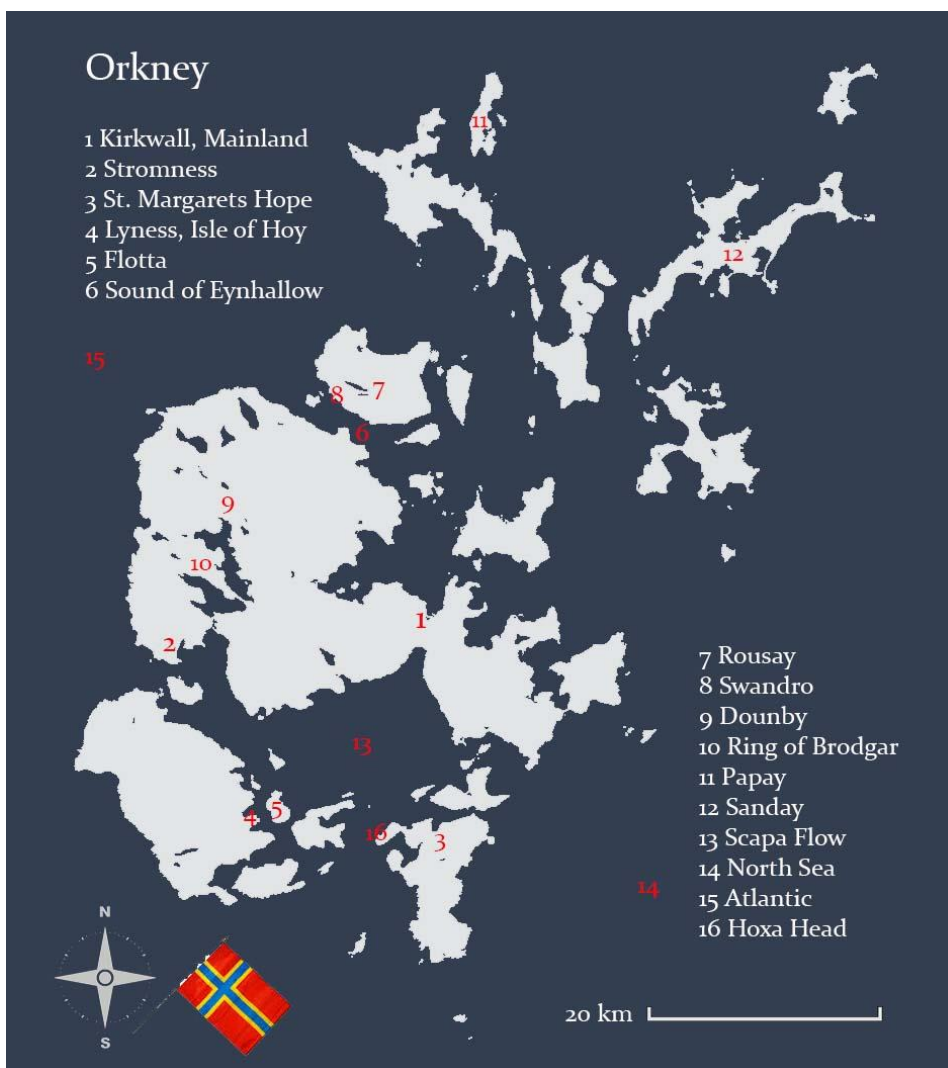 Orkney
1 Kirkwall, Mainland
2 Stromness
3 St. Margarets Hope
4 Lyness, Isle of Hoy
5 Flotta
6 Sound of Eynhallow
11
12
15
8
7
6
9
10
1
2
7 Rousay
8 Swandro
9 Dounby
10 Ring of Brodgar
11 Papay
12 Sanday
13 Scapa Flow
14 North Sea
15 Atlantic
16 Hoxa Head
13
5
4
16
3
14
N
S
20 km